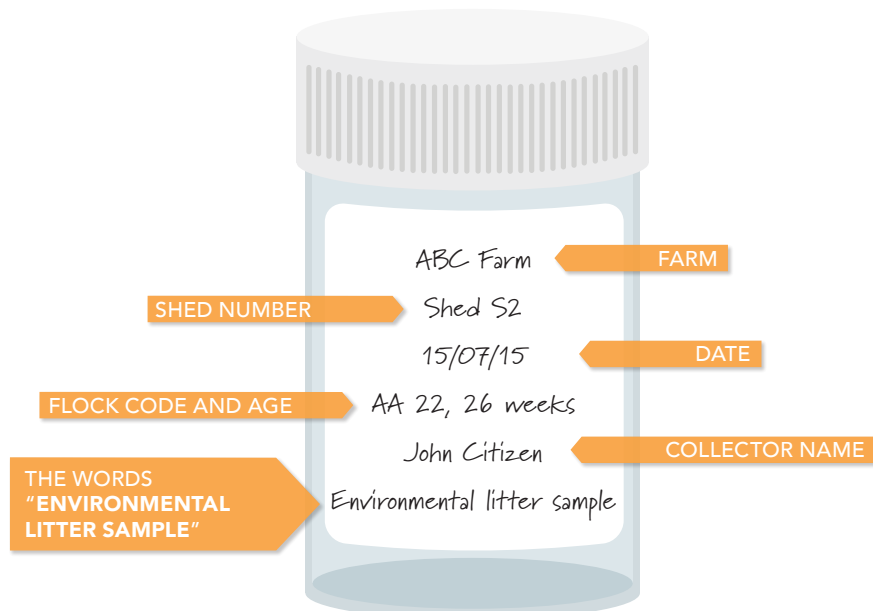 ABC Farm
FARM
SHED NUMBER
Shed S2
15/07/15
DATE
FLOCK CODE AND AGE
AA 22, 26 weeks
John Citizen
COLLECTOR NAME
THE WORDS
"ENVIRONMENTAL
LITTER SAMPLE"
Environmental litter sample